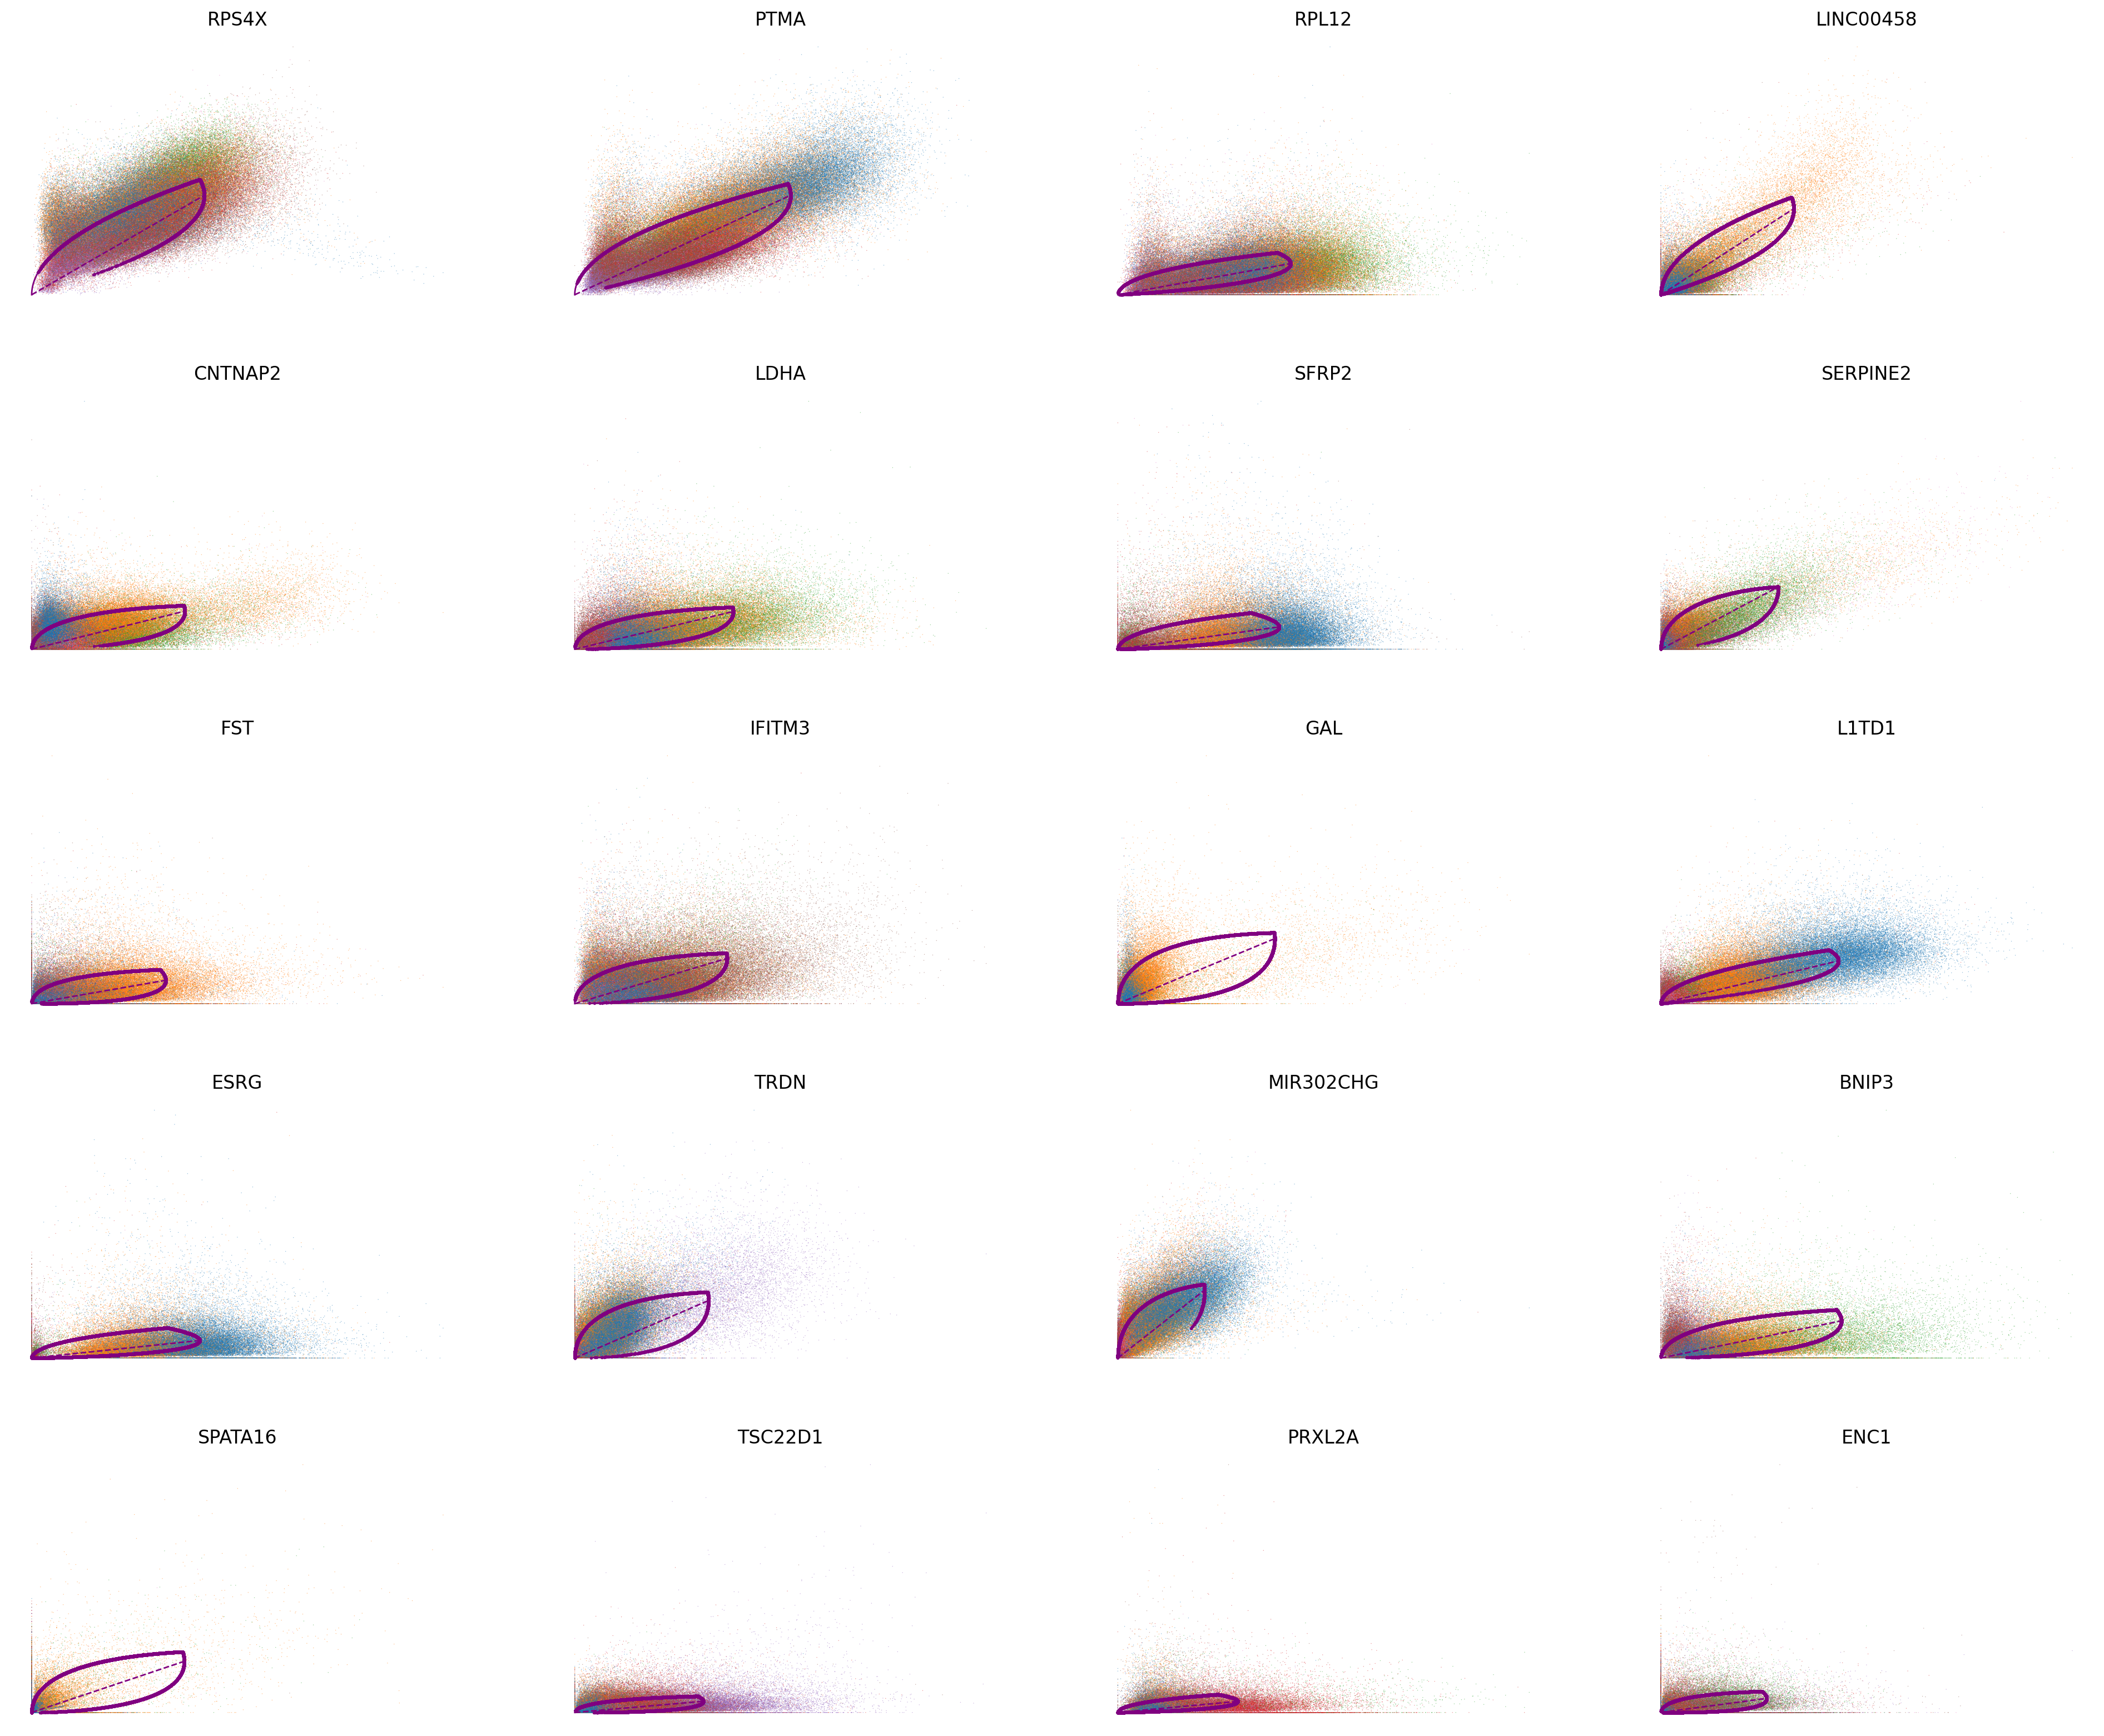 RPS4X
PTMA
RPL12
LINC00458
CNTNAP2
LDHA
SFRP2
SERPINE2
FST
IFITM3
GAL
L1TD1
ESRG
TRDN
MIR302CHG
BNIP3
SPATA16
TSC22D1
PRXL2A
ENC1